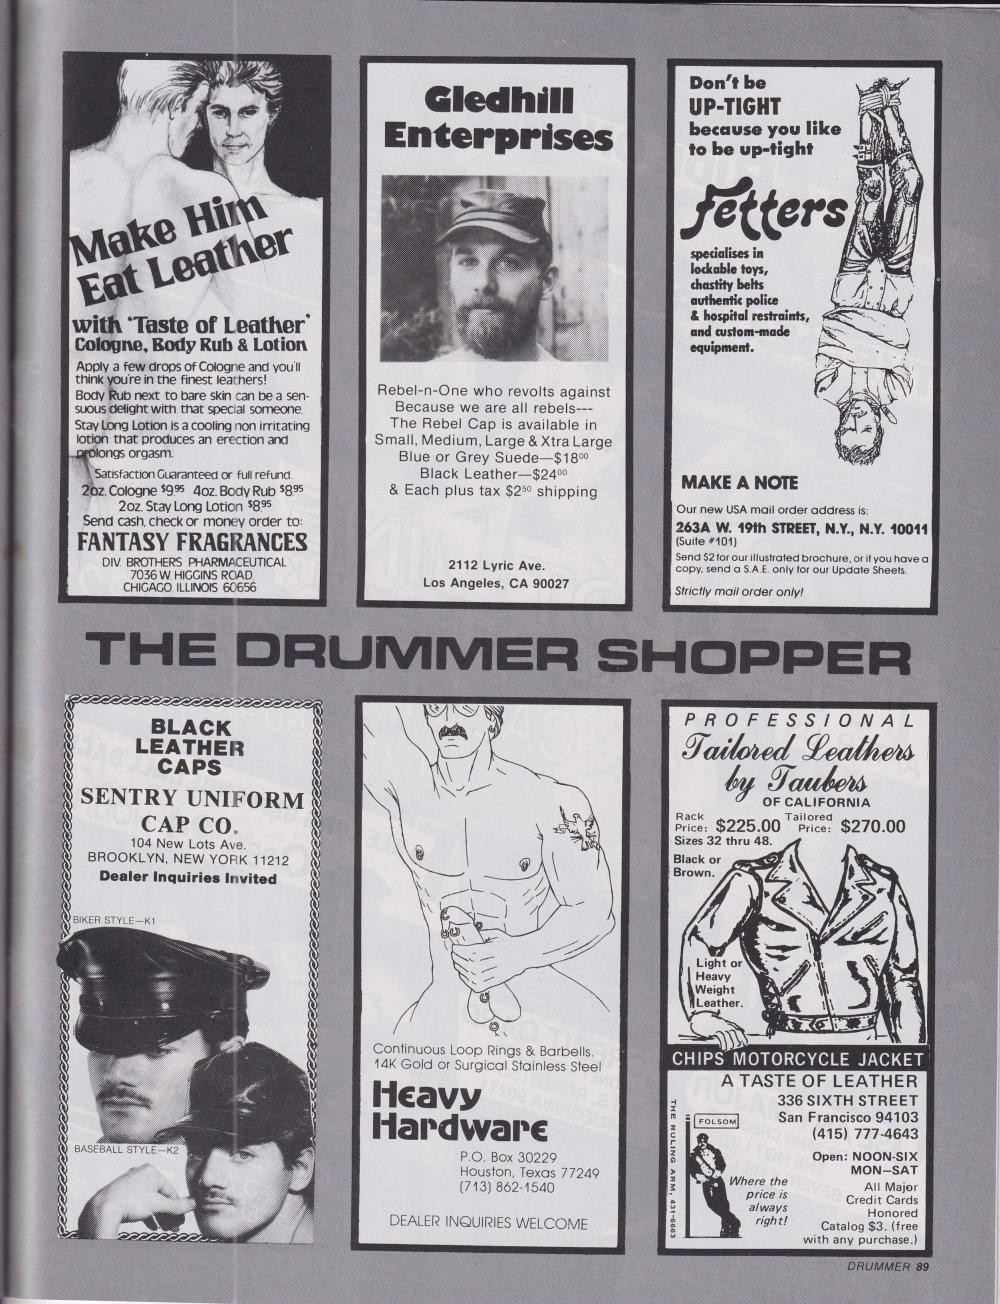 Make Him
Eat Leather
with 'Taste of Leather'
Cologne, Body Rub & Lotion
Apply a few drops of Cologne and you'll
think you're in the finest leathers!
Body Rub next to bare skin can be a sen-
suous delight with that special someone.
Stay Long Lotion is a cooling non irritating
lotion that produces an erection and
prolongs orgasm.
Satisfaction Guaranteed or full refund.
2oz. Cologne $9.95 4oz. Body Rub $8.95
2oz. Stay Long Lotion $8.95
Send cash, check or money order to:
FANTASY FRAGRANCES
DIV. BROTHERS PHARMACEUTICAL
7036 W. HIGGINS ROAD
CHIGAGO ILLINOIS 60656
Gledhill
Enterprises
Rebel-n-One who revolts against
Because we are all rebels---
The Rebel Cap is available in
Small, Medium, Large & Xtra Large
Blue or Grey Suede—$18.00
Black Leather—$24.00
& Each plus tax $2.50 shipping
2112 Lyric Ave.
Los Angeles, CA 90027
Don't be
UP-TIGHT
because you like
to be up-tight
Fetters
specialises in
lockable toys,
chastity belts
authentic police
& hospital restraints,
and custom-made
equipment.
MAKE A NOTE
Our new USA mail order address is:
263A W. 19th STREET, N.Y., N.Y. 10011
(Suite #101)
Send $2 for our illustrated brochure, or if you have a
copy, send a S.A.E. only for our Update Sheets.
Strictly mail order only!
THE DRUMMER SHOPPER
BLACK
LEATHER
CAPS
SENTRY UNIFORM
CAP CO.
104 New Lots Ave.
BROOKLYN, NEW YORK 11212
Dealer Inquiries Invited
BIKER STYLE—K1
BASEBALL STYLE—K2
Continuous Loop Rings & Barbells.
14K Gold or Surgical Stainless Steel
Heavy
Hardware
P.O. Box 30229
Houston, Texas 77249
(713) 862-1540
DEALER INQUIRIES WELCOME
PROFESSIONAL
Tailored Leathers
by Taubers
OF CALIFORNIA
Rack Price: $225.00 Tailored Price: $270.00
Sizes 32 thru 48.
Black or
Brown.
Light or
Heavy
Weight
Leather.
CHIPS MOTORCYCLE JACKET
A TASTE OF LEATHER
336 SIXTH STREET
San Francisco 94103
(415) 777-4643
Open: NOON-SIX
MON—SAT
All Major
Credit Cards
Honored
Catalog $3. (free
with any purchase.)
THE RULING ARM, 431-6663
FOLSOM
Where the
price is
always
right!
DRUMMER 89